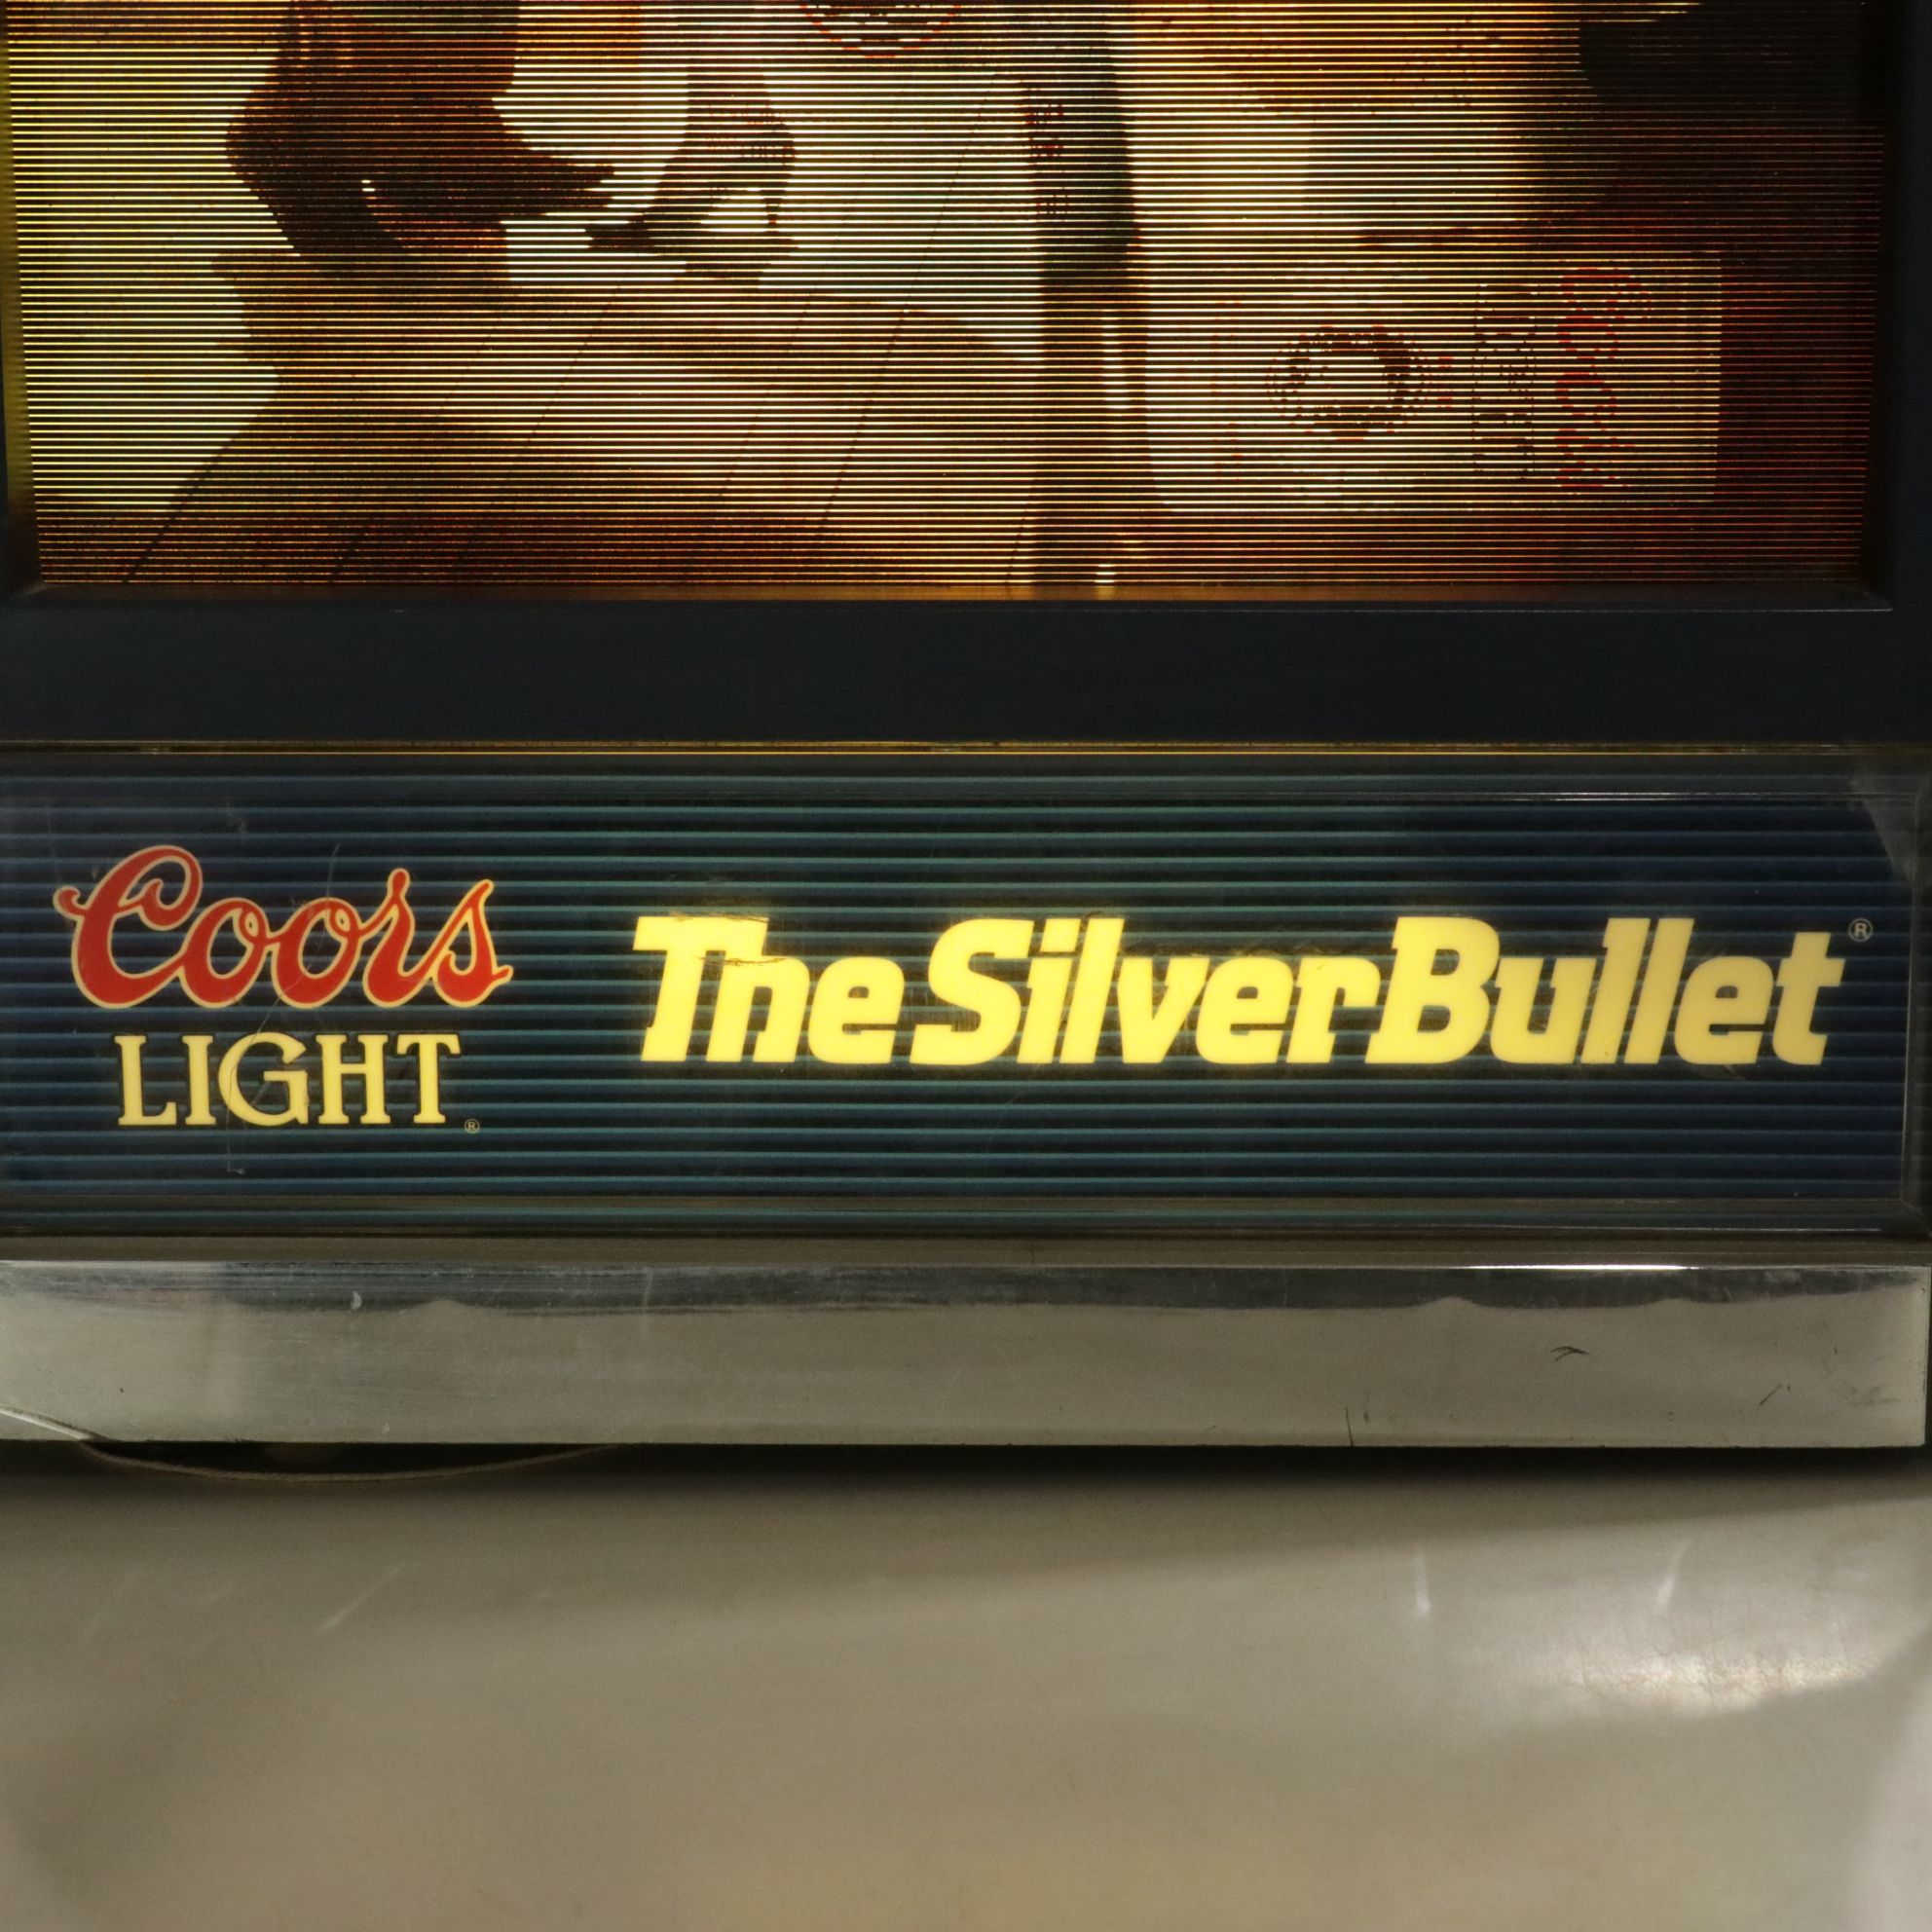 Coors
LIGHT®
The Silver Bullet®